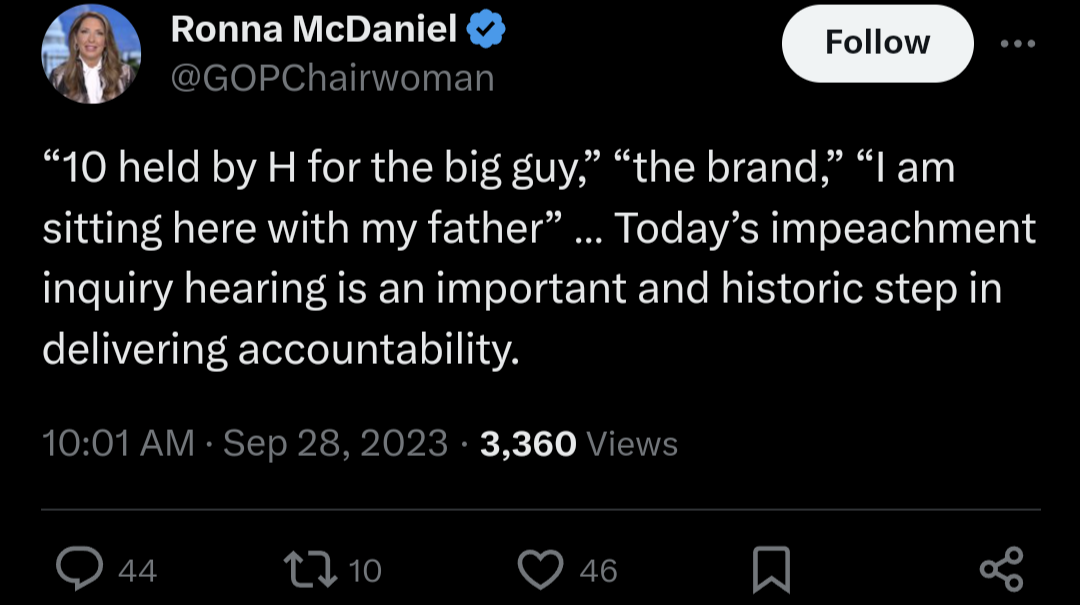 Ronna McDaniel
Follow
@GOPChairwoman
“10 held by H for the big guy,” “the brand,” “I am
sitting here with my father” ... Today’s impeachment
inquiry hearing is an important and historic step in
delivering accountability.
10:01 AM · Sep 28, 2023 · 3,360 Views
44 10 46